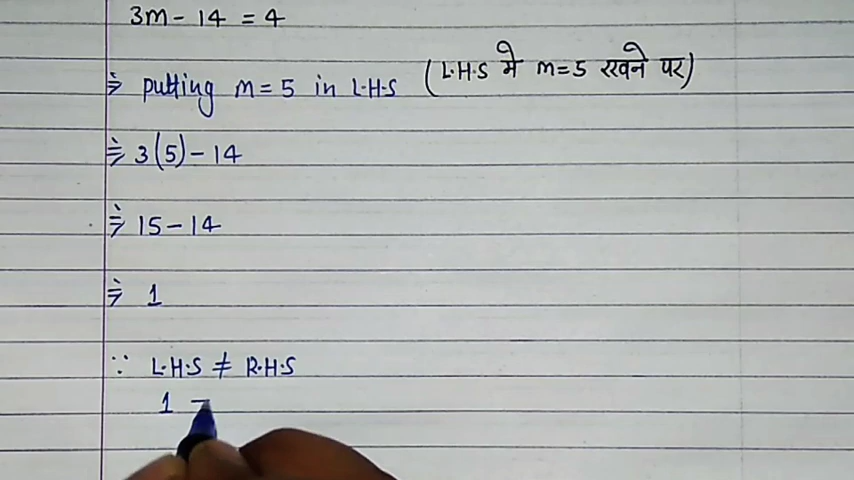 3m - 14 = 4
⇒ putting m = 5 in L.H.S (L.H.S मे m = 5 रखने पर)
⇒ 3(5) - 14
⇒ 15 - 14
⇒ 1
∵ L.H.S ≠ R.H.S
1